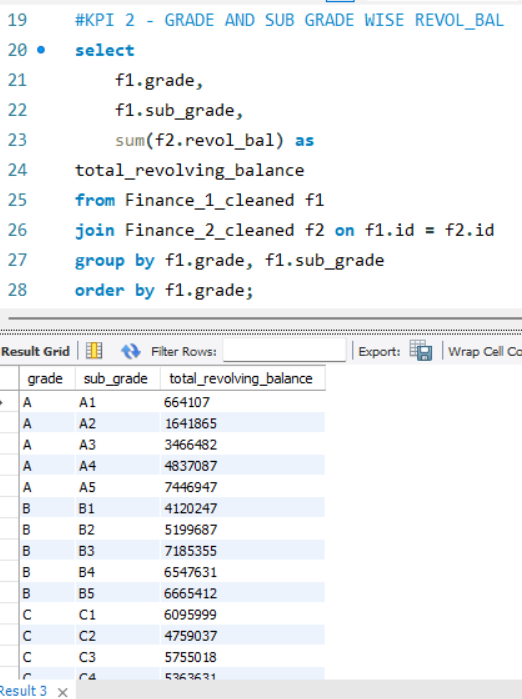 19 #KPI 2 - GRADE AND SUB GRADE WISE REVOL_BAL
20 select
21 f1.grade,
22 f1.sub_grade,
23 sum(f2.revol_bal) as
24 total_revolving_balance
25 from Finance_1_cleaned f1
26 join Finance_2_cleaned f2 on f1.id = f2.id
27 group by f1.grade, f1.sub_grade
28 order by f1.grade;
Result Grid Filter Rows: Export: Wrap Cell Co
grade sub_grade total_revolving_balance
A A1 664107
A A2 1641865
A A3 3466482
A A4 4837087
A A5 7446947
B B1 4120247
B B2 5199687
B B3 7185355
B B4 6547631
B B5 6665412
C C1 6095999
C C2 4759037
C C3 5755018
C C4 5363631
Result 3